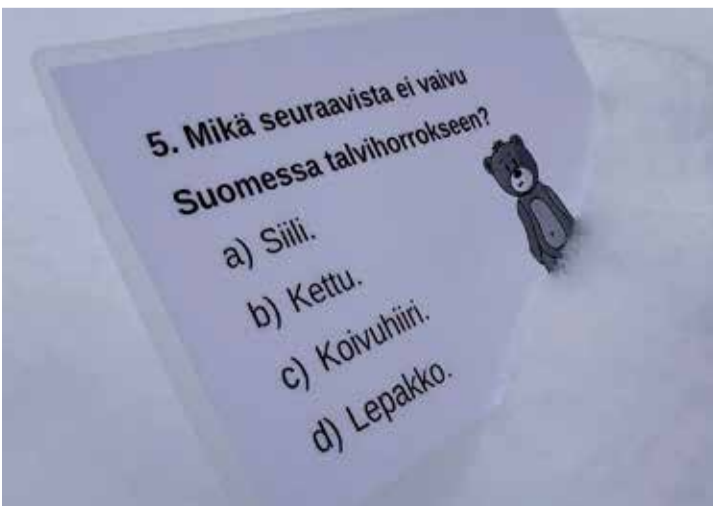 5. Mikä seuraavista ei vaivu
Suomessa talvihorrokseen?
a) Siili.
b) Kettu.
c) Koivuhiiri.
d) Lepakko.